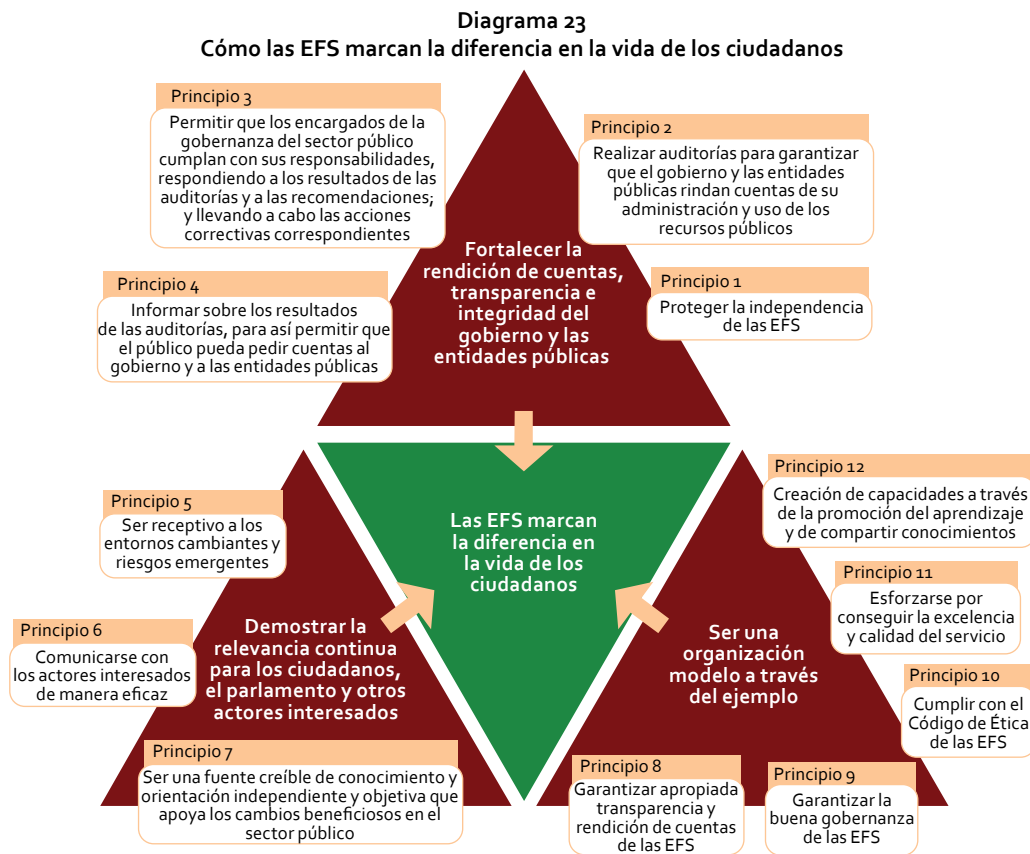 Diagrama 23
Cómo las EFS marcan la diferencia en la vida de los ciudadanos
Principio 3
Permitir que los encargados de la
gobernanza del sector público
cumplan con sus responsabilidades,
respondiendo a los resultados de las
auditorías y a las recomendaciones;
y llevando a cabo las acciones
correctivas correspondientes
Principio 2
Realizar auditorías para garantizar
que el gobierno y las entidades
públicas rindan cuentas de su
administración y uso de los
recursos públicos
Fortalecer la
rendición de cuentas,
transparencia e
integridad del
gobierno y las
entidades públicas
Principio 4
Informar sobre los resultados
de las auditorías, para así permitir que
el público pueda pedir cuentas al
gobierno y a las entidades públicas
Principio 1
Proteger la independencia
de las EFS
Principio 5
Ser receptivo a los
entornos cambiantes y
riesgos emergentes
Las EFS marcan
la diferencia en
la vida de los
ciudadanos
Principio 12
Creación de capacidades a través
de la promoción del aprendizaje
y de compartir conocimientos
Principio 11
Esforzarse por
conseguir la excelencia
y calidad del servicio
Principio 6
Comunicarse con
los actores interesados
de manera eficaz
Demostrar la
relevancia continua
para los ciudadanos,
el parlamento y otros
actores interesados
Ser una
organización
modelo a través
del ejemplo
Principio 10
Cumplir con el
Código de Ética
de las EFS
Principio 7
Ser una fuente creíble de conocimiento y
orientación independiente y objetiva que
apoya los cambios beneficiosos en el
sector público
Principio 8
Garantizar apropiada
transparencia y
rendición de cuentas
de las EFS
Principio 9
Garantizar la
buena gobernanza
de las EFS